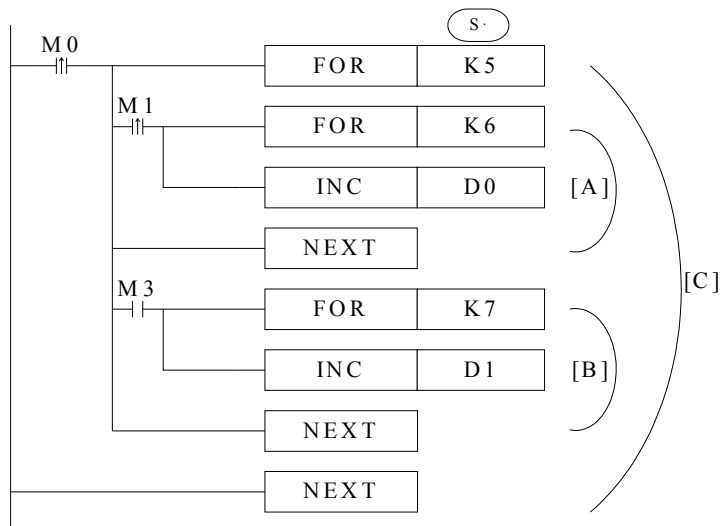 S·
M0
FOR K5
M1
FOR K6
INC D0 [A]
NEXT
[C]
M3
FOR K7
INC D1 [B]
NEXT
NEXT